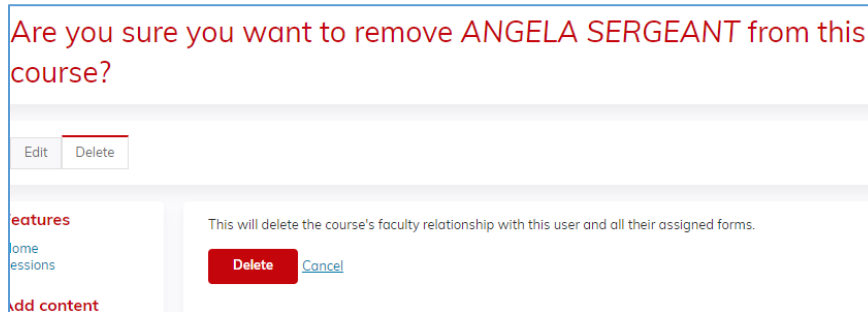 Are you sure you want to remove ANGELA SERGEANT from this
course?
Edit Delete
eatures
ome
essions
dd content
This will delete the course's faculty relationship with this user and all their assigned forms.
Delete Cancel